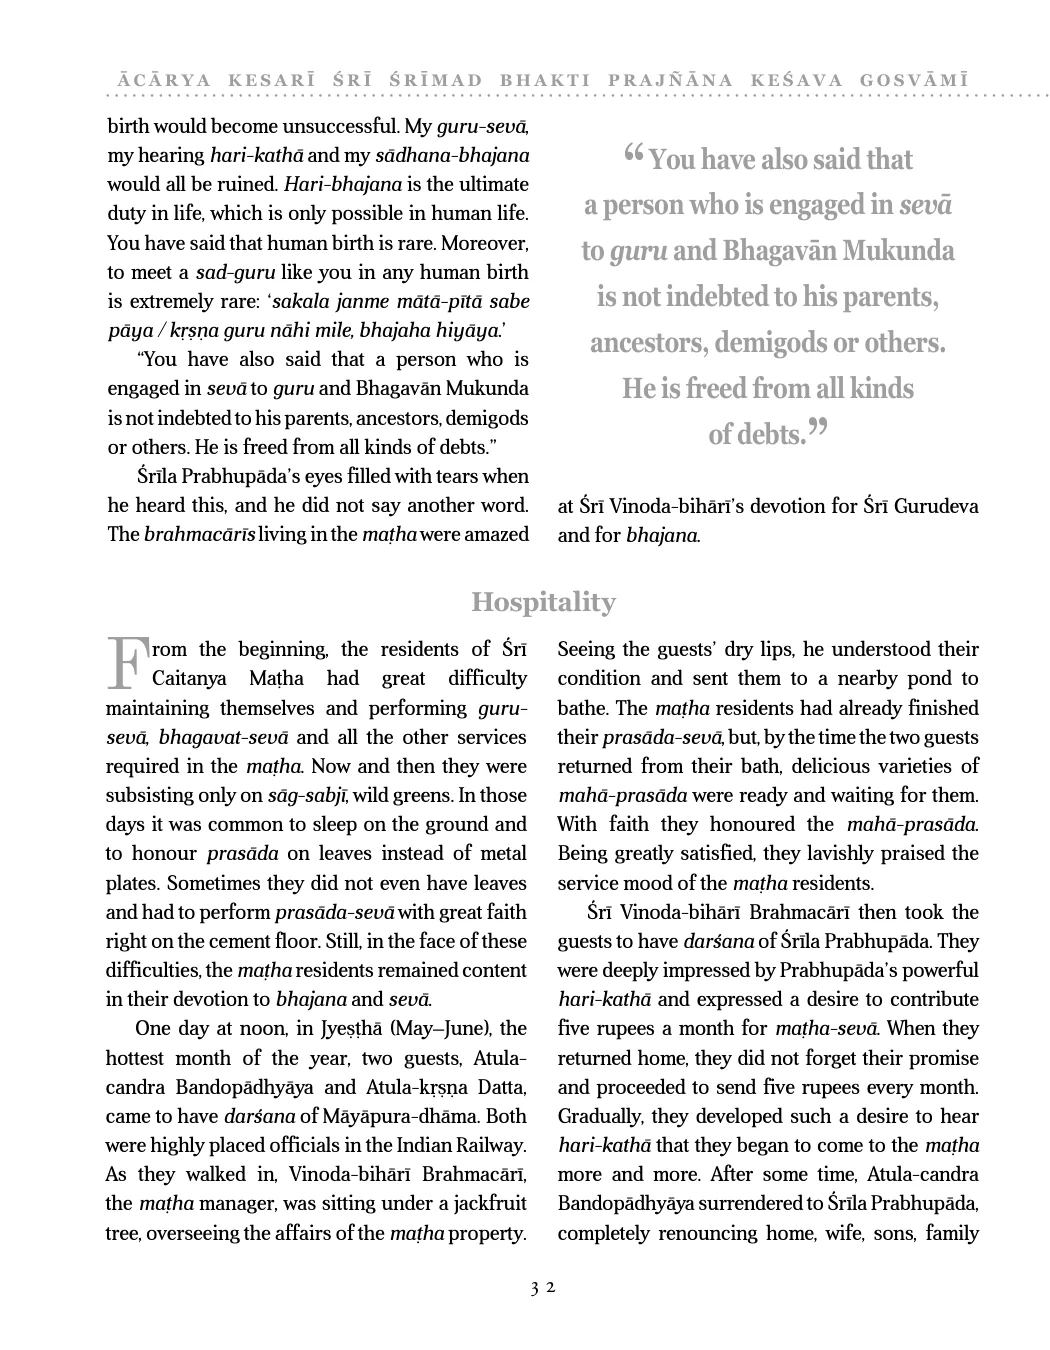 ĀCĀRYA KESARĪ ŚRĪ ŚRĪMAD BHAKTI PRAJÑĀNA KEŚAVA GOSVĀMĪ
birth would become unsuccessful. My guru-sevā,
my hearing hari-kathā and my sādhana-bhajana
would all be ruined. Hari-bhajana is the ultimate
duty in life, which is only possible in human life.
You have said that human birth is rare. Moreover,
to meet a sad-guru like you in any human birth
is extremely rare: ‘sakala janme mātā-pītā sabe
pāya / kṛṣṇa guru nāhi mile, bhajaha hiyāya.’
“You have also said that a person who is
engaged in sevā to guru and Bhagavān Mukunda
is not indebted to his parents, ancestors, demigods
or others. He is freed from all kinds of debts.”
Śrīla Prabhupāda’s eyes filled with tears when
he heard this, and he did not say another word.
The brahmacārīs living in the maṭha were amazed
“You have also said that
a person who is engaged in sevā
to guru and Bhagavān Mukunda
is not indebted to his parents,
ancestors, demigods or others.
He is freed from all kinds
of debts.”
at Śrī Vinoda-bihārī’s devotion for Śrī Gurudeva
and for bhajana.
Hospitality
From the beginning, the residents of Śrī
Caitanya Maṭha had great difficulty
maintaining themselves and performing guru-
sevā, bhagavat-sevā and all the other services
required in the maṭha. Now and then they were
subsisting only on sāg-sabjī, wild greens. In those
days it was common to sleep on the ground and
to honour prasāda on leaves instead of metal
plates. Sometimes they did not even have leaves
and had to perform prasāda-sevā with great faith
right on the cement floor. Still, in the face of these
difficulties, the maṭha residents remained content
in their devotion to bhajana and sevā.
One day at noon, in Jyeṣṭhā (May–June), the
hottest month of the year, two guests, Atula-
candra Bandopādhyāya and Atula-kṛṣṇa Datta,
came to have darśana of Māyāpura-dhāma. Both
were highly placed officials in the Indian Railway.
As they walked in, Vinoda-bihārī Brahmacārī,
the maṭha manager, was sitting under a jackfruit
tree, overseeing the affairs of the maṭha property.
Seeing the guests’ dry lips, he understood their
condition and sent them to a nearby pond to
bathe. The maṭha residents had already finished
their prasāda-sevā, but, by the time the two guests
returned from their bath, delicious varieties of
mahā-prasāda were ready and waiting for them.
With faith they honoured the mahā-prasāda.
Being greatly satisfied, they lavishly praised the
service mood of the maṭha residents.
Śrī Vinoda-bihārī Brahmacārī then took the
guests to have darśana of Śrīla Prabhupāda. They
were deeply impressed by Prabhupāda’s powerful
hari-kathā and expressed a desire to contribute
five rupees a month for maṭha-sevā. When they
returned home, they did not forget their promise
and proceeded to send five rupees every month.
Gradually, they developed such a desire to hear
hari-kathā that they began to come to the maṭha
more and more. After some time, Atula-candra
Bandopādhyāya surrendered to Śrīla Prabhupāda,
completely renouncing home, wife, sons, family
32